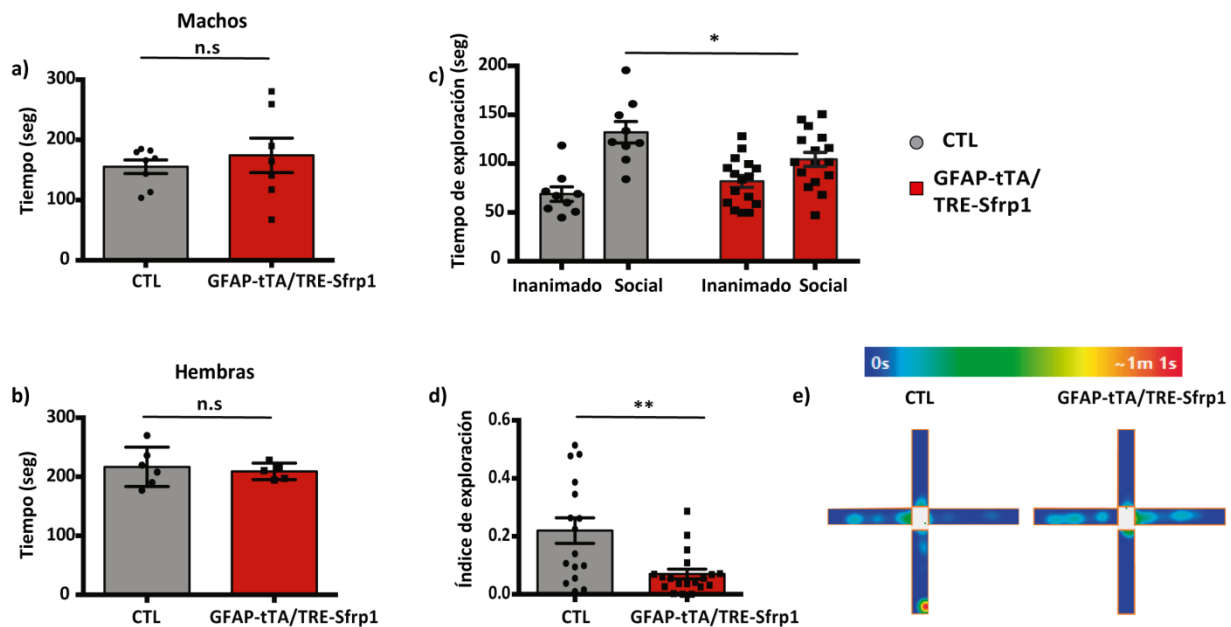 Machos
a)
n.s
Tiempo (seg)
300
200
100
0
CTL
GFAP-tTA/TRE-Sfrp1
c)
*
Tiempo de exploración (seg)
200
150
100
50
0
Inanimado
Social
Inanimado
Social
CTL
GFAP-tTA/
TRE-Sfrp1
Hembras
b)
n.s
Tiempo (seg)
300
200
100
0
CTL
GFAP-tTA/TRE-Sfrp1
d)
**
Índice de exploración
0.6
0.4
0.2
0.0
CTL
GFAP-tTA/TRE-Sfrp1
0s
~1m 1s
e)
CTL
GFAP-tTA/TRE-Sfrp1